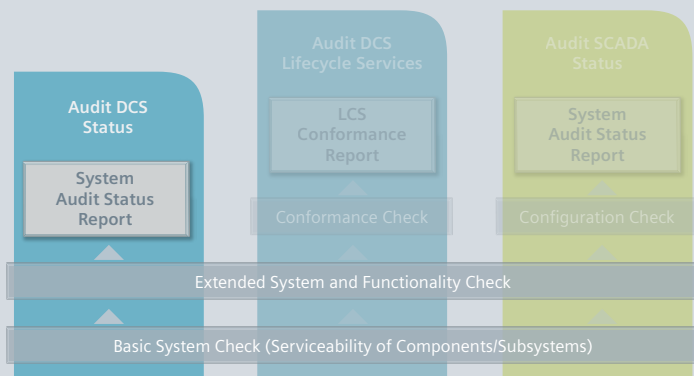 Audit DCS
Status
System
Audit Status
Report
Audit DCS
Lifecycle Services
LCS
Conformance
Report
Conformance Check
Audit SCADA
Status
System
Audit Status
Report
Configuration Check
Extended System and Functionality Check
Basic System Check (Serviceability of Components/Subsystems)